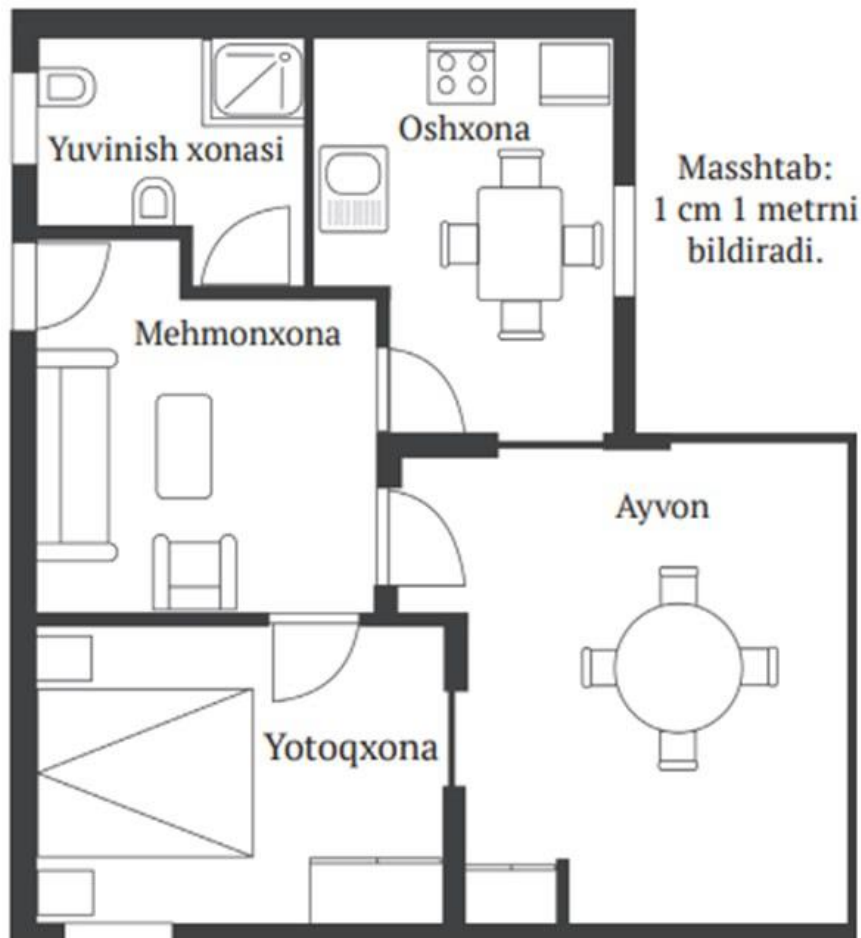 Yuvinish xonasi
Oshxona
Masshtab:
1 cm 1 metrni
bildiradi.
Mehmonxona
Ayvon
Yotoqxona